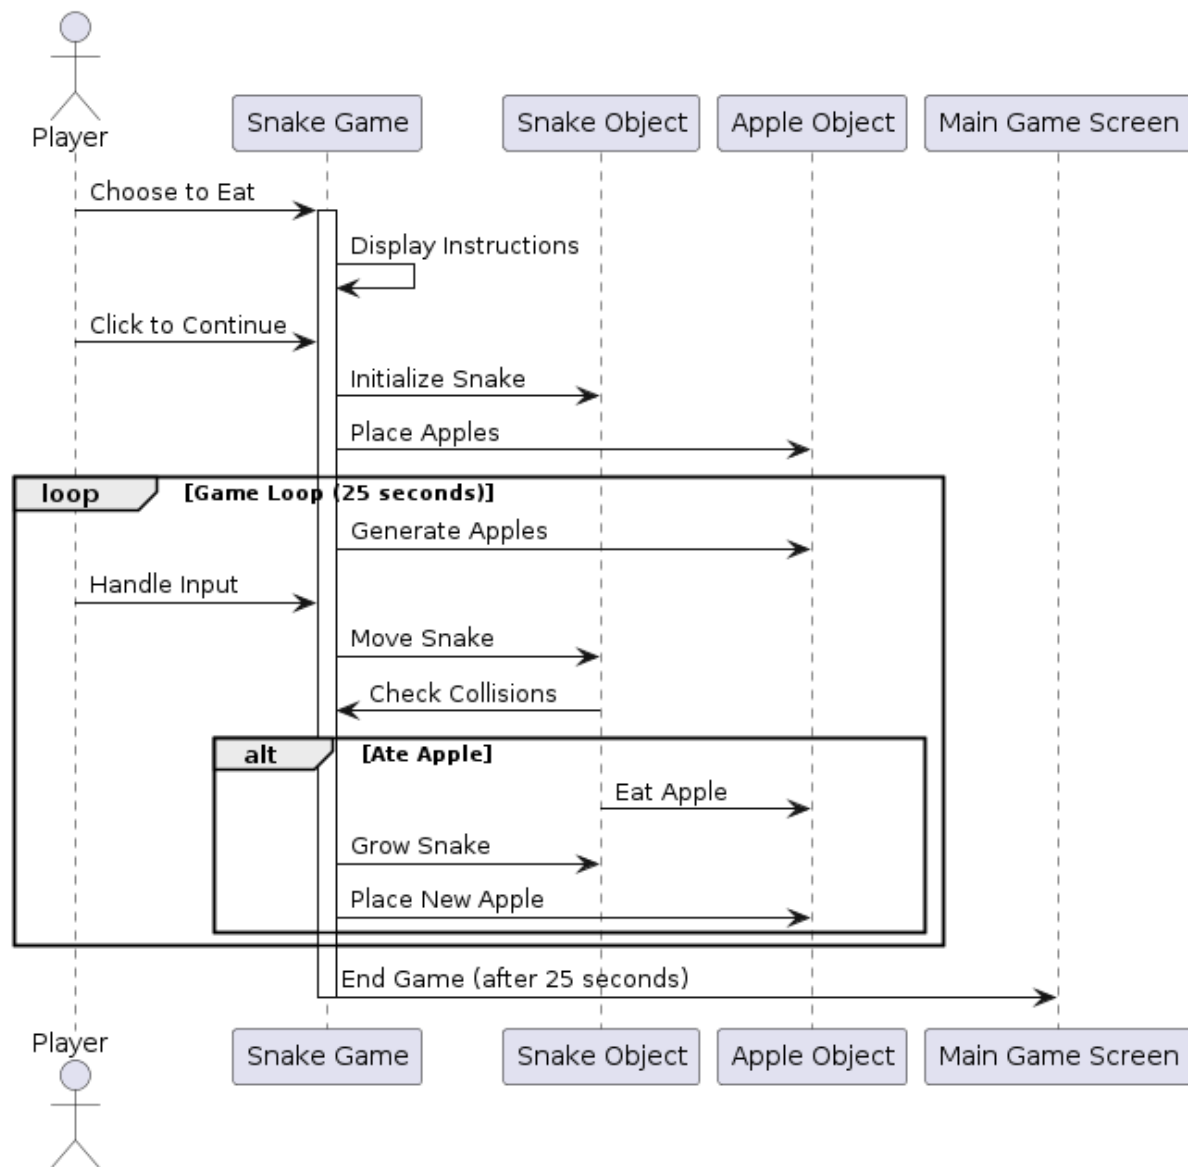 Player
Snake Game
Snake Object
Apple Object
Main Game Screen
Choose to Eat
Display Instructions
Click to Continue
Initialize Snake
Place Apples
loop
[Game Loop (25 seconds)]
Generate Apples
Handle Input
Move Snake
Check Collisions
alt
[Ate Apple]
Eat Apple
Grow Snake
Place New Apple
End Game (after 25 seconds)
Player
Snake Game
Snake Object
Apple Object
Main Game Screen